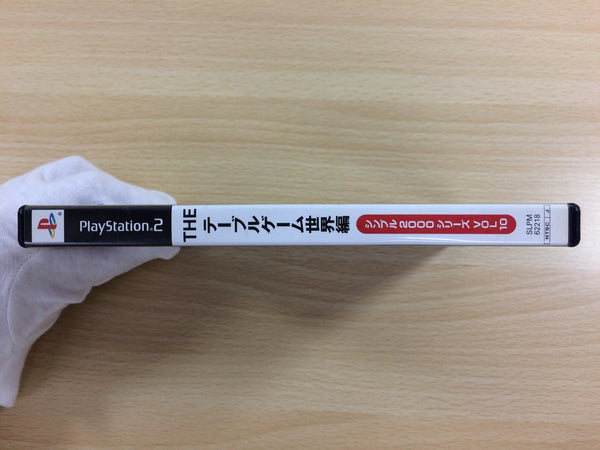 PlayStation 2
THE テーブルゲーム世界編
シンプル2000シリーズ VOL.10
SLPM
62218
NTSC J